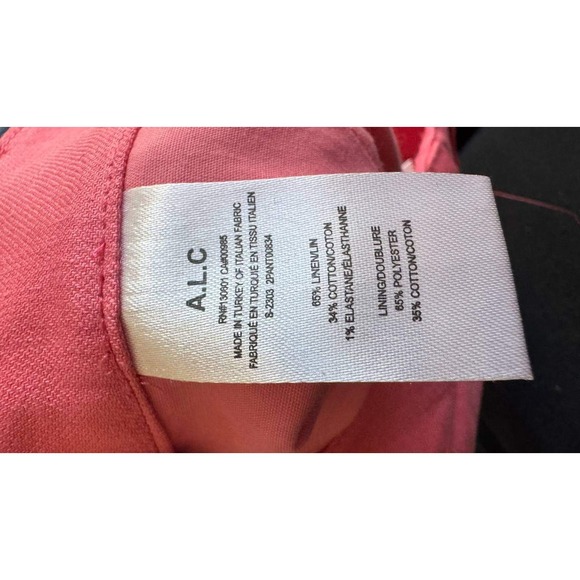 A.L.C
RN#130001 CA#00985
MADE IN TURKEY OF ITALIAN FABRIC
FABRIQUÉ EN TURQUIE EN TISSU ITALIEN
S-2303 2PANT00834
65% LINEN/LIN
34% COTTON/COTON
1% ELASTANE/ÉLASTHANNE
LINING/DOUBLURE
65% POLYESTER
35% COTTON/COTON